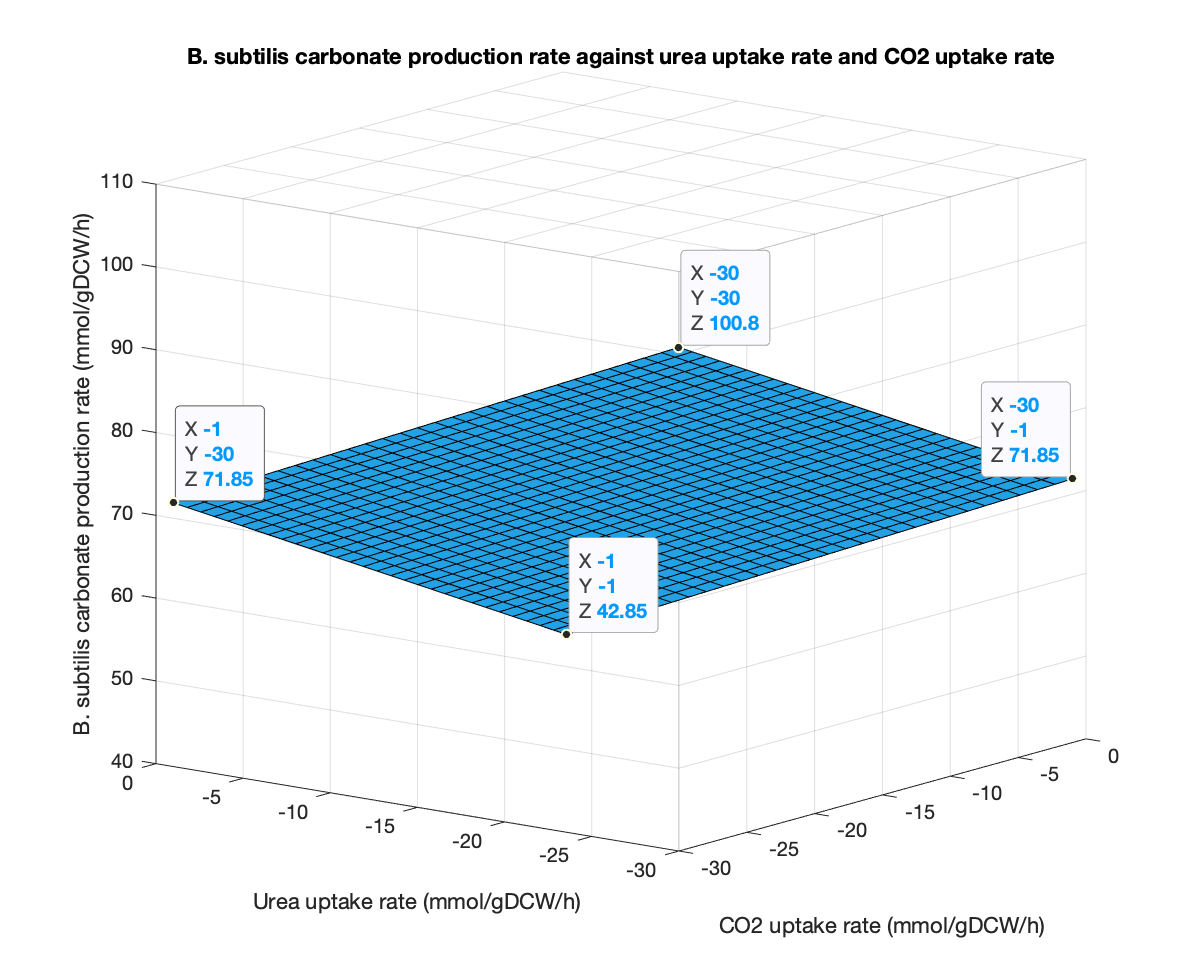 B. subtilis carbonate production rate against urea uptake rate and CO2 uptake rate
B. subtilis carbonate production rate (mmol/gDCW/h)
110
100
90
80
70
60
50
40
X -30
Y -30
Z 100.8
X -30
Y -1
Z 71.85
X -1
Y -30
Z 71.85
X -1
Y -1
Z 42.85
0
-5
-10
-15
-20
-25
-30
Urea uptake rate (mmol/gDCW/h)
-30
-25
-20
-15
-10
-5
0
CO2 uptake rate (mmol/gDCW/h)